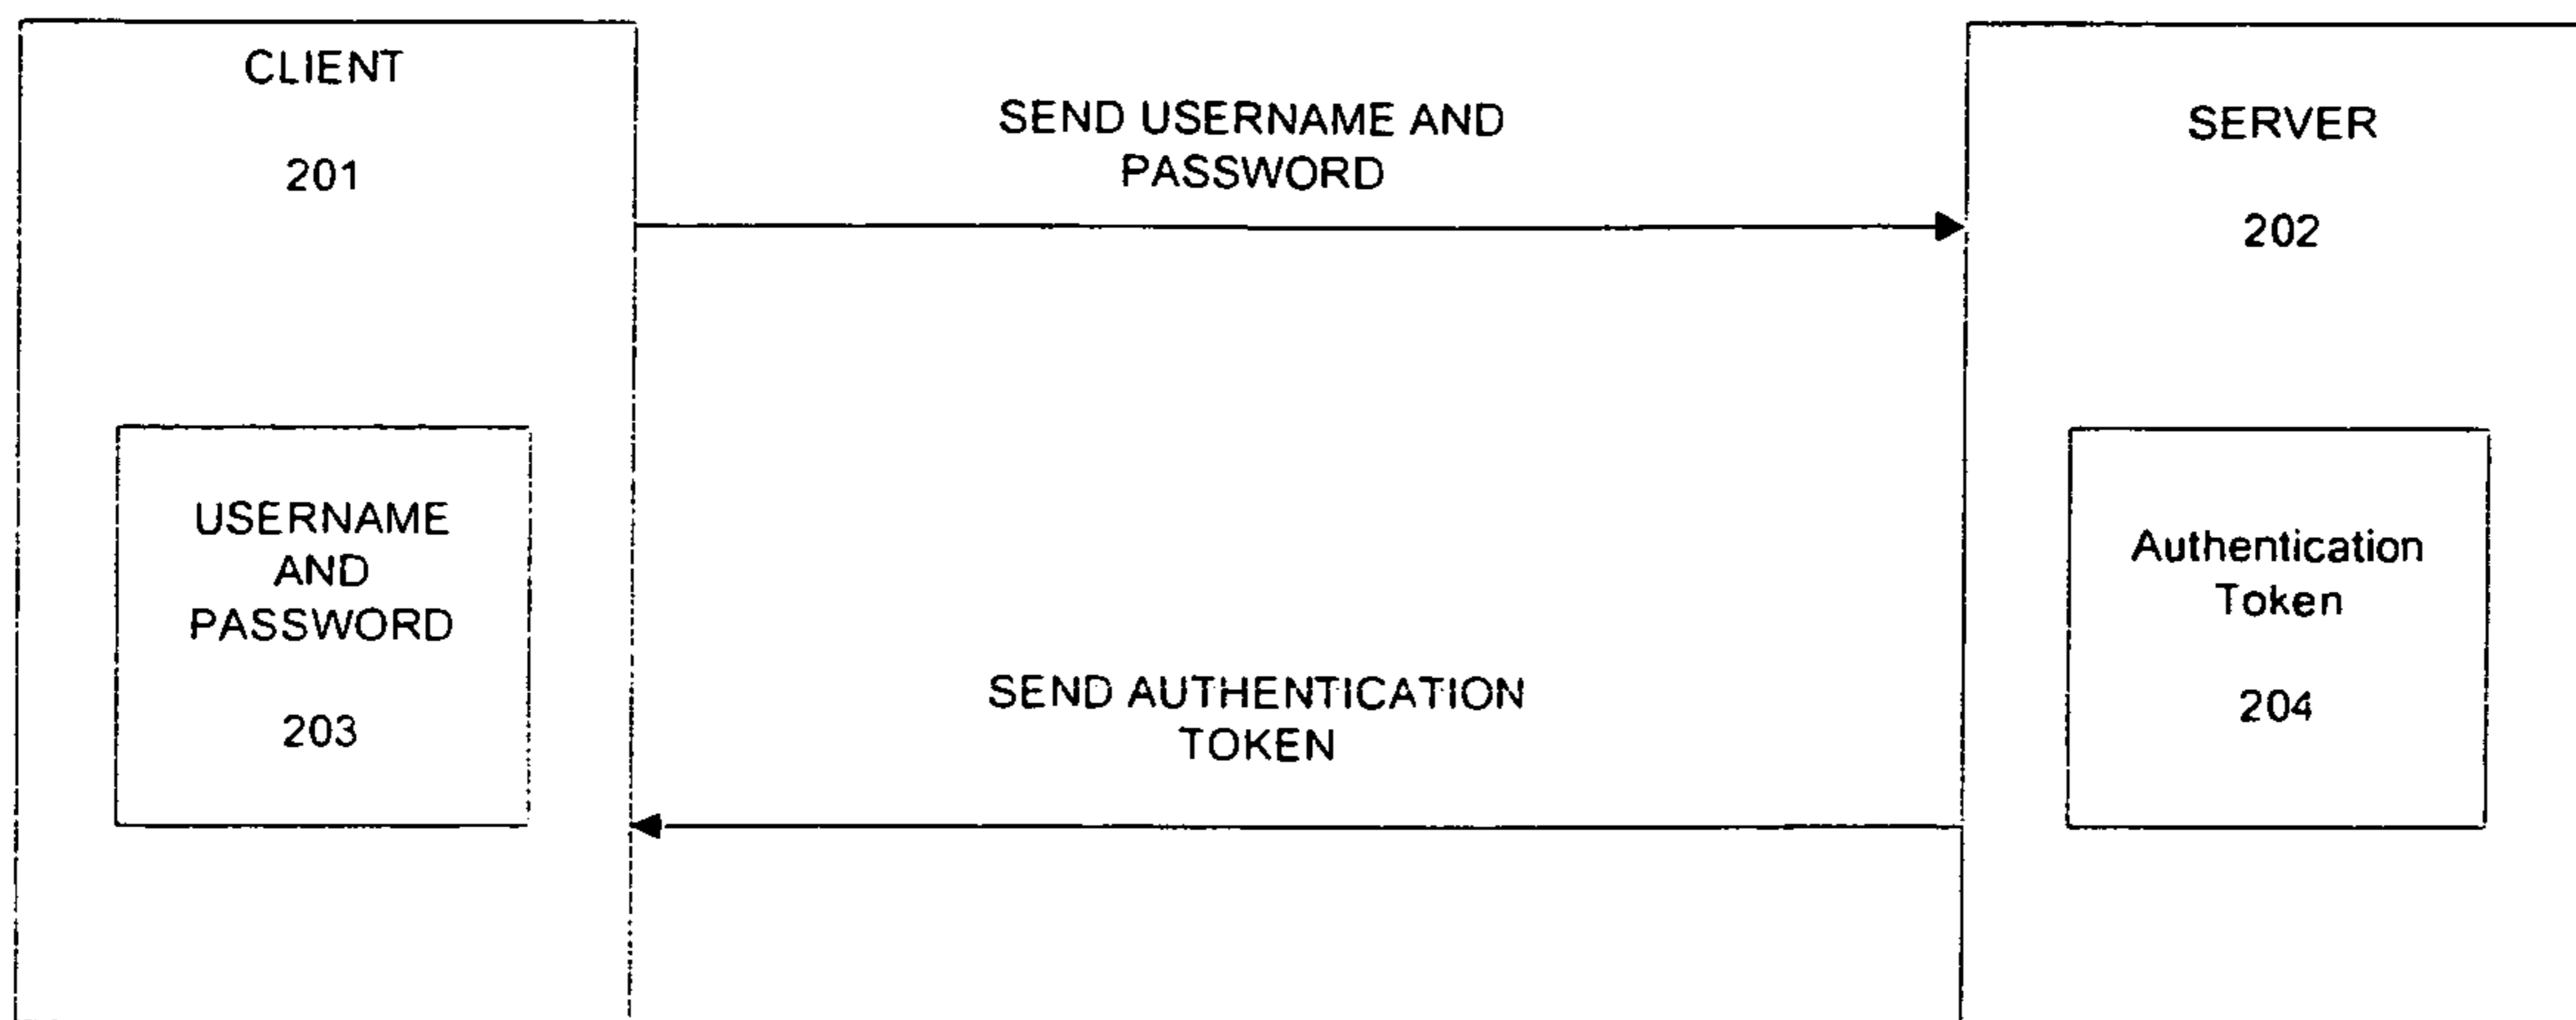 CLIENT
201
SEND USERNAME AND
PASSWORD
SERVER
202
USERNAME
AND
PASSWORD
203
SEND AUTHENTICATION
TOKEN
Authentication
Token
204